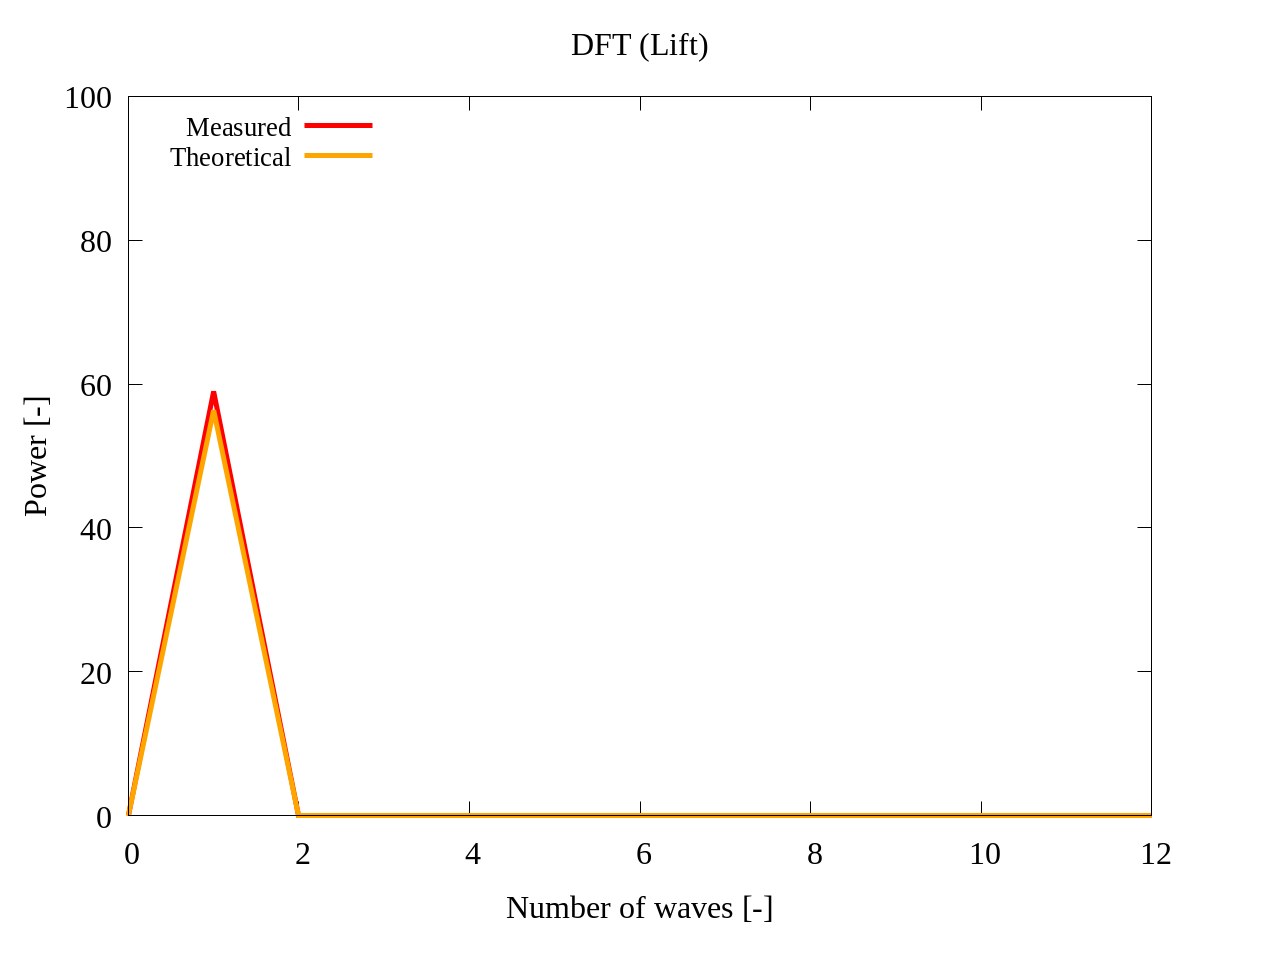 DFT (Lift)
100
80
60
40
20
0
Measured
Theoretical
Power [-]
0 2 4 6 8 10 12
Number of waves [-]